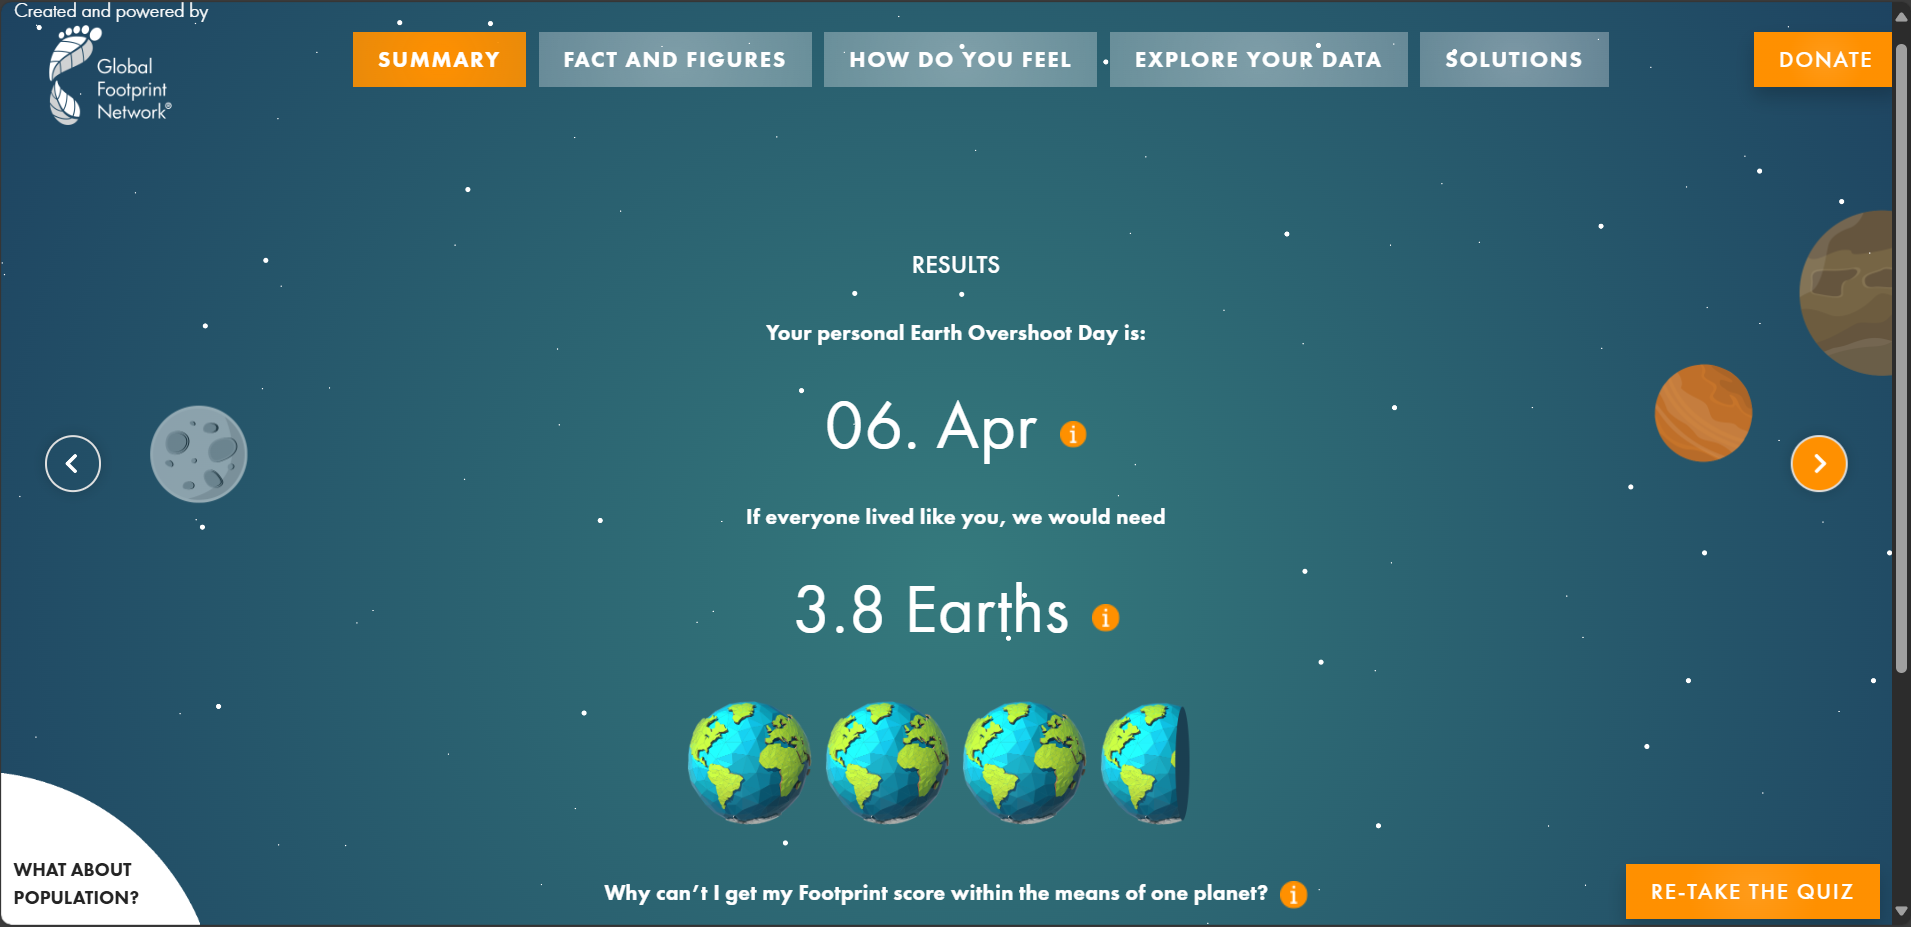 Created and powered by
Global
Footprint
Network®
SUMMARY
FACT AND FIGURES
HOW DO YOU FEEL
EXPLORE YOUR DATA
SOLUTIONS
DONATE
RESULTS
Your personal Earth Overshoot Day is:
06. Apr i
If everyone lived like you, we would need
3.8 Earths i
Why can't I get my Footprint score within the means of one planet? i
WHAT ABOUT
POPULATION?
RE-TAKE THE QUIZ